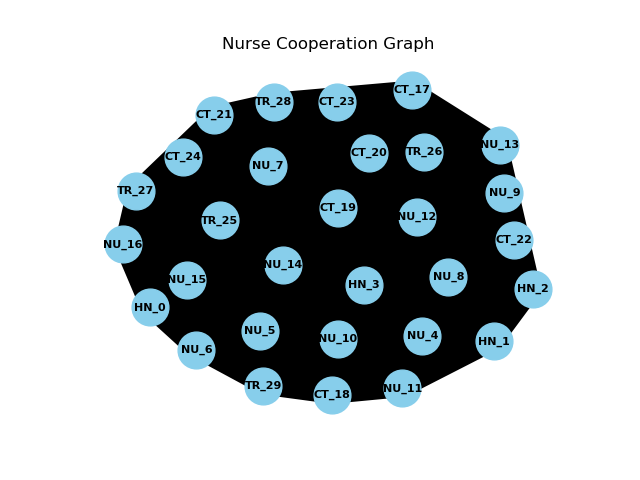 Nurse Cooperation Graph
CT_17
TR_28
CT_23
CT_21
NU_13
TR_26
CT_20
CT_24
NU_7
TR_27
NU_9
CT_19
NU_12
TR_25
CT_22
NU_16
NU_14
NU_8
NU_15
HN_3
HN_2
HN_0
NU_5
NU_4
NU_10
HN_1
NU_6
TR_29
NU_11
CT_18